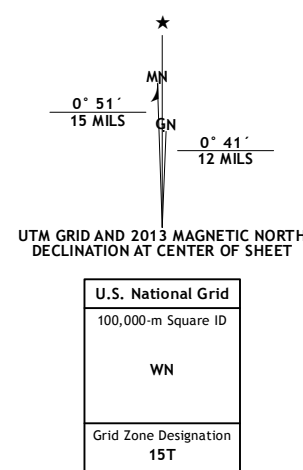 ★
MN
0° 51´
15 MILS
GN
0° 41´
12 MILS
UTM GRID AND 2013 MAGNETIC NORTH
DECLINATION AT CENTER OF SHEET
U.S. National Grid
100,000-m Square ID
WN
Grid Zone Designation
15T